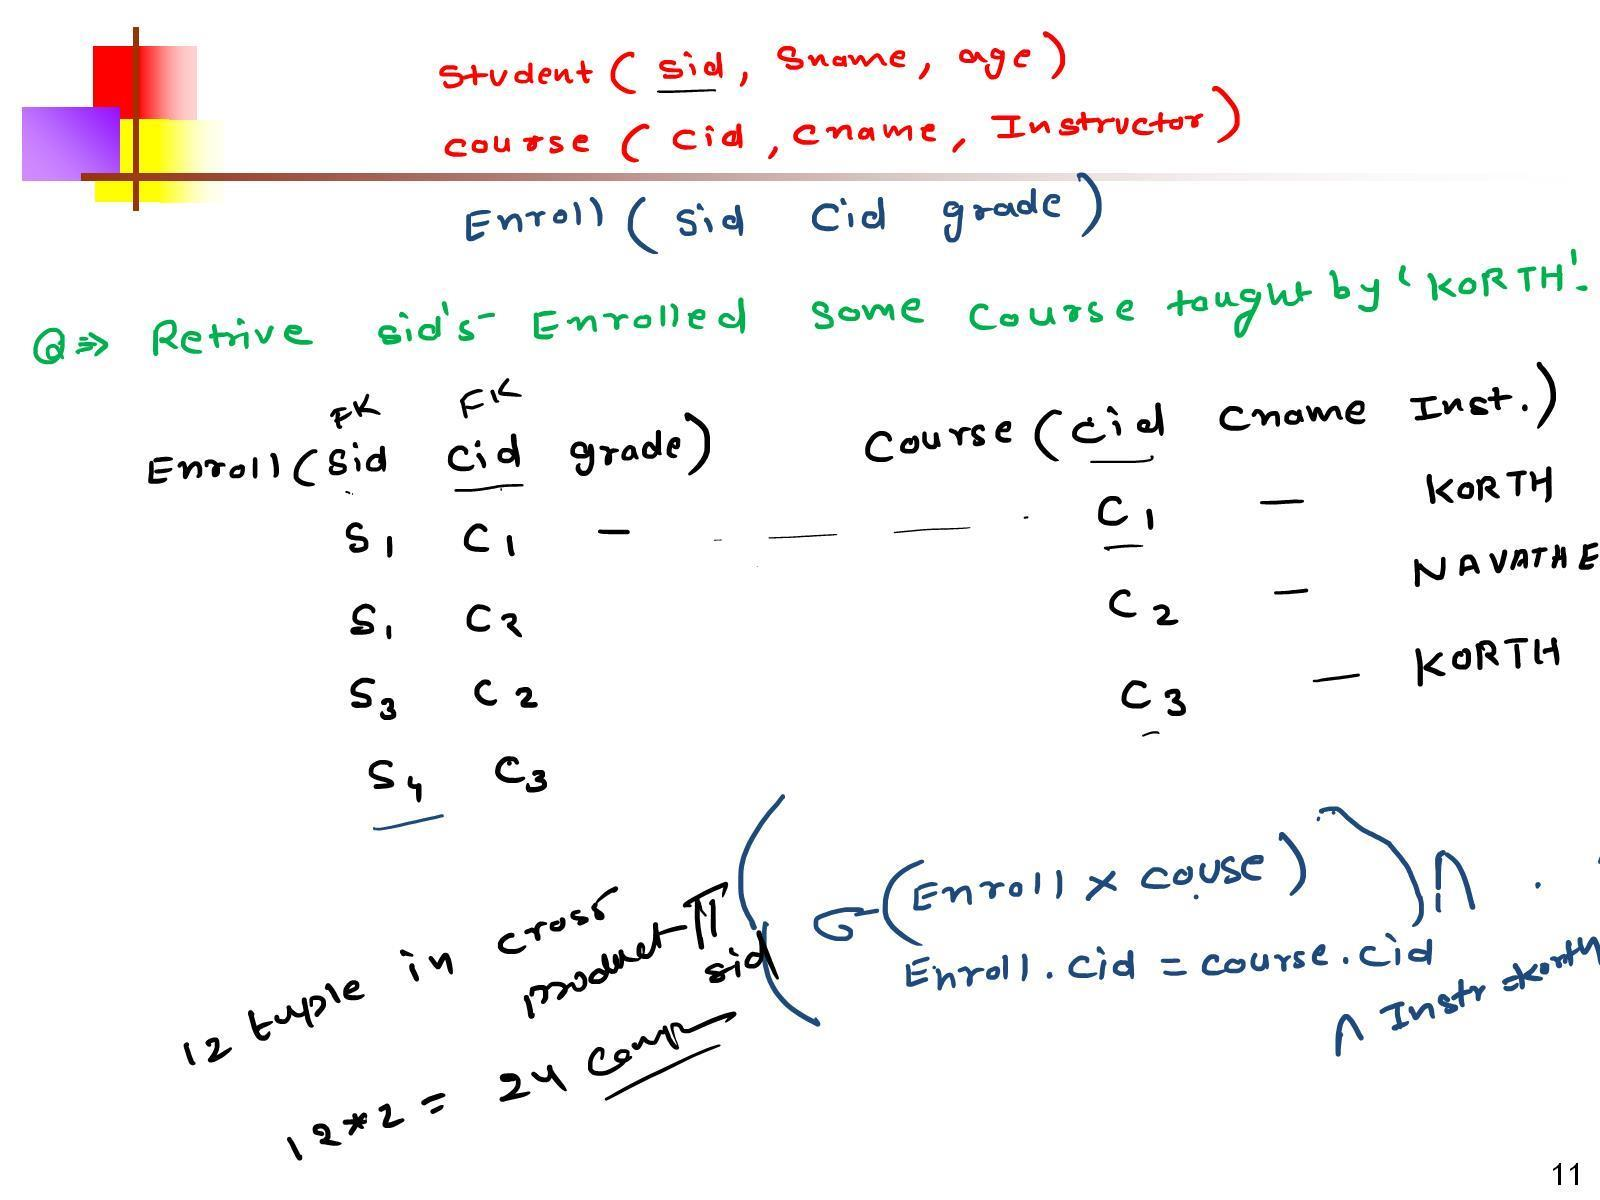 Student ( sid, Sname, age )
course ( cid, cname, Instructor )
Enroll ( Sid Cid grade )
Q⇒ Retrive sid's Enrolled some course taught by 'KORTH'.
FK FK
Enroll ( Sid Cid grade ) Course ( cid Cname Inst. )
S1 C1 – C1 – KORTH
S1 C2 C2 – NAVATHE
S3 C2 C3 – KORTH
S4 C3
12 tuple in cross product π sid ( σ ( Enroll × couse ) )
Enroll.cid = course.cid
∧ Instr = korth
12*2 = 24 Comp
11